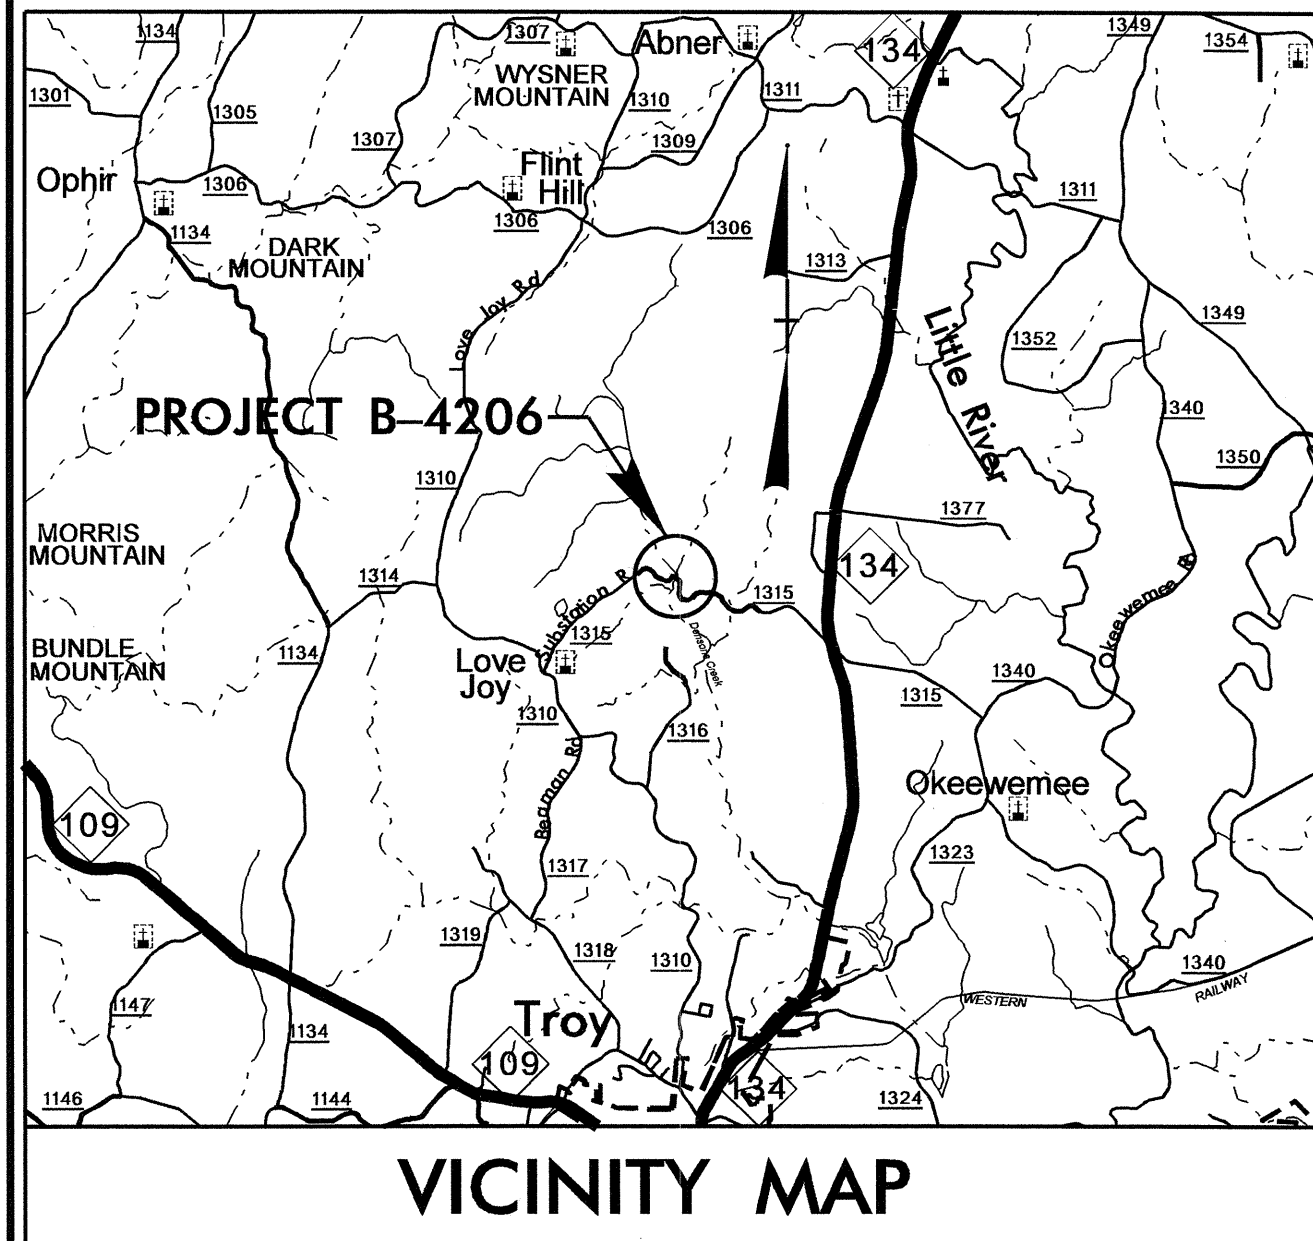 1134
1307
Abner
134
1349
1354
WYSNER
MOUNTAIN
1301
1305
1310
1311
1307
1309
Flint
Hill
Ophir
1306
1306
1306
1311
1134
DARK
MOUNTAIN
1313
Love Joy Rd
Little River
1349
1352
PROJECT B-4206
1340
1310
1350
1377
MORRIS
MOUNTAIN
134
1314
1315
Substation R
1315
Okeewemee Rd
Densons Creek
BUNDLE
MOUNTAIN
1134
Love
Joy
1340
1315
1310
1316
Beaman Rd
Okeewemee
109
1323
1317
1319
1318
1310
1340
WESTERN
RAILWAY
1147
1134
Troy
109
134
1146
1144
1324
VICINITY MAP